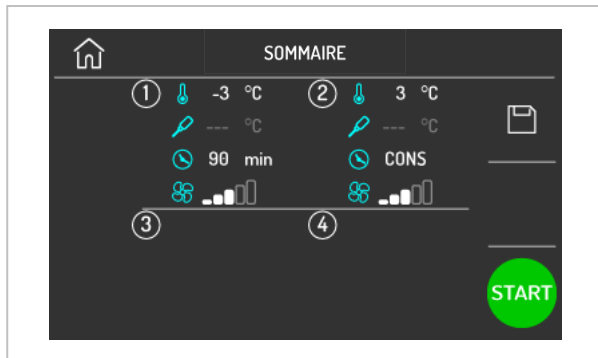 SOMMAIRE
1 -3 °C 2 3 °C
--- °C --- °C
90 min CONS
3 4
START